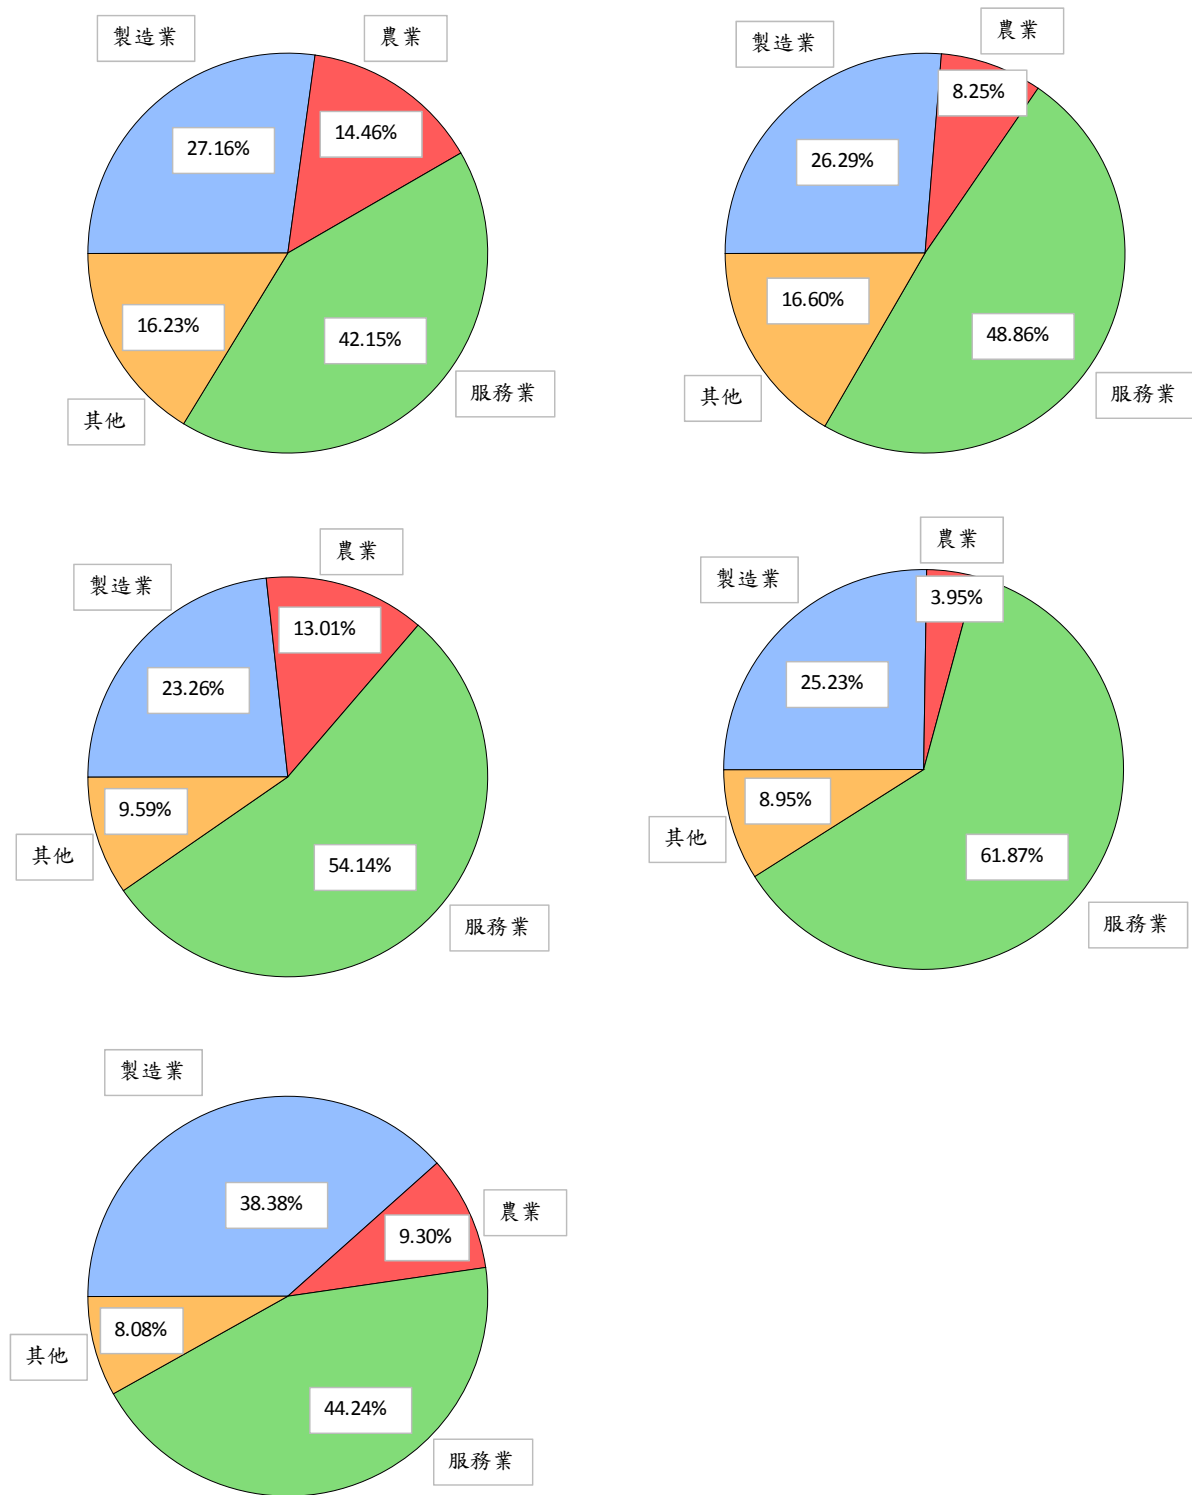 製造業
農業
27.16%
14.46%
16.23%
42.15%
其他
服務業
製造業
農業
26.29%
8.25%
16.60%
48.86%
其他
服務業
製造業
農業
23.26%
13.01%
9.59%
54.14%
其他
服務業
製造業
農業
25.23%
3.95%
8.95%
61.87%
其他
服務業
製造業
農業
38.38%
9.30%
8.08%
44.24%
其他
服務業